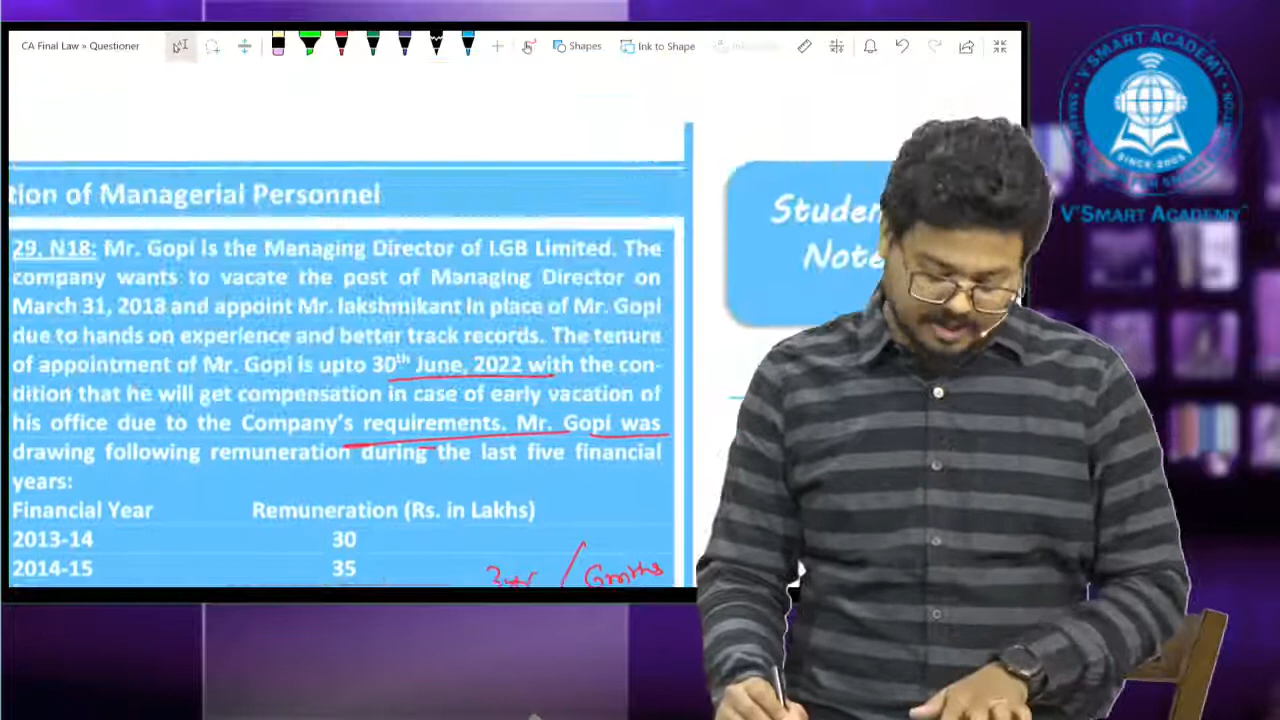 CA Final Law » Questioner
Shapes
Ink to Shape
V'SMART ACADEMY
SINCE-2005
V'SMART ACADEMY
tion of Managerial Personnel
Studen
Note
29. N18: Mr. Gopi is the Managing Director of LGB Limited. The
company wants to vacate the post of Managing Director on
March 31, 2018 and appoint Mr. lakshmikant in place of Mr. Gopi
due to hands on experience and better track records. The tenure
of appointment of Mr. Gopi is upto 30th June, 2022 with the con-
dition that he will get compensation in case of early vacation of
his office due to the Company's requirements. Mr. Gopi was
drawing following remuneration during the last five financial
years:
Financial Year Remuneration (Rs. in Lakhs)
2013-14 30
2014-15 35
/ 6months